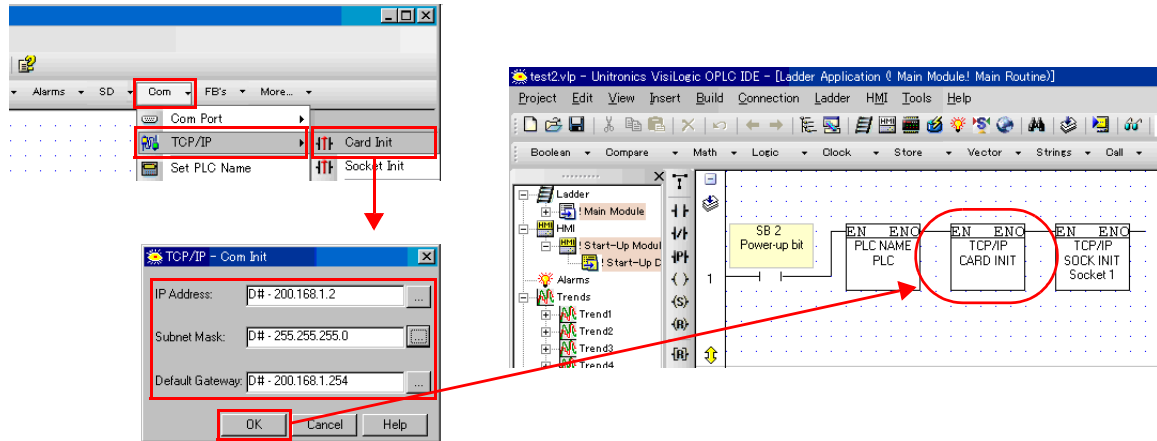 Alarms SD Com FB's More...
Com Port
TCP/IP
Card Init
Set PLC Name
Socket Init
TCP/IP - Com Init
IP Address: D# - 200.168.1.2 ...
Subnet Mask: D# - 255.255.255.0 ...
Default Gateway: D# - 200.168.1.254 ...
OK Cancel Help
test2.vlp - Unitronics VisiLogic OPLC IDE - [Ladder Application (! Main Module! Main Routine)]
Project Edit View Insert Build Connection Ladder HMI Tools Help
Boolean Compare Math Logic Clock Store Vector Strings Call
Ladder
! Main Module
HMI
! Start-Up Modul
! Start-Up D
Alarms
Trends
Trend1
Trend2
Trend3
Trend4
1
SB 2
Power-up bit
EN ENO
PLC NAME
PLC
EN ENO
TCP/IP
CARD INIT
EN ENO
TCP/IP
SOCK INIT
Socket 1